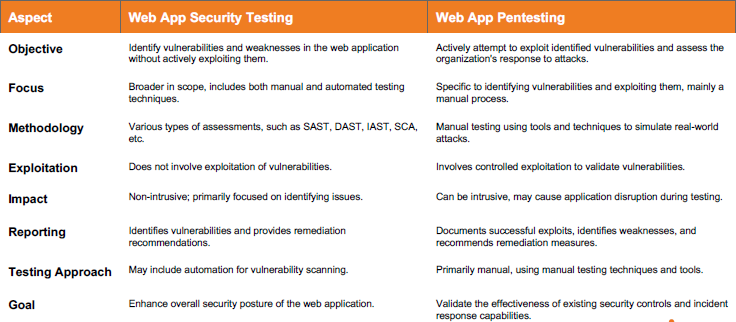 Aspect Web App Security Testing Web App Pentesting
Objective Identify vulnerabilities and weaknesses in the web application Actively attempt to exploit identified vulnerabilities and assess the
without actively exploiting them. organization's response to attacks.
Focus Broader in scope, includes both manual and automated testing Specific to identifying vulnerabilities and exploiting them, mainly a
techniques. manual process.
Methodology Various types of assessments, such as SAST, DAST, IAST, SCA, Manual testing using tools and techniques to simulate real-world
etc. attacks.
Exploitation Does not involve exploitation of vulnerabilities. Involves controlled exploitation to validate vulnerabilities.
Impact Non-intrusive; primarily focused on identifying issues. Can be intrusive, may cause application disruption during testing.
Reporting Identifies vulnerabilities and provides remediation Documents successful exploits, identifies weaknesses, and
recommendations. recommends remediation measures.
Testing Approach May include automation for vulnerability scanning. Primarily manual, using manual testing techniques and tools.
Goal Enhance overall security posture of the web application. Validate the effectiveness of existing security controls and incident
response capabilities.